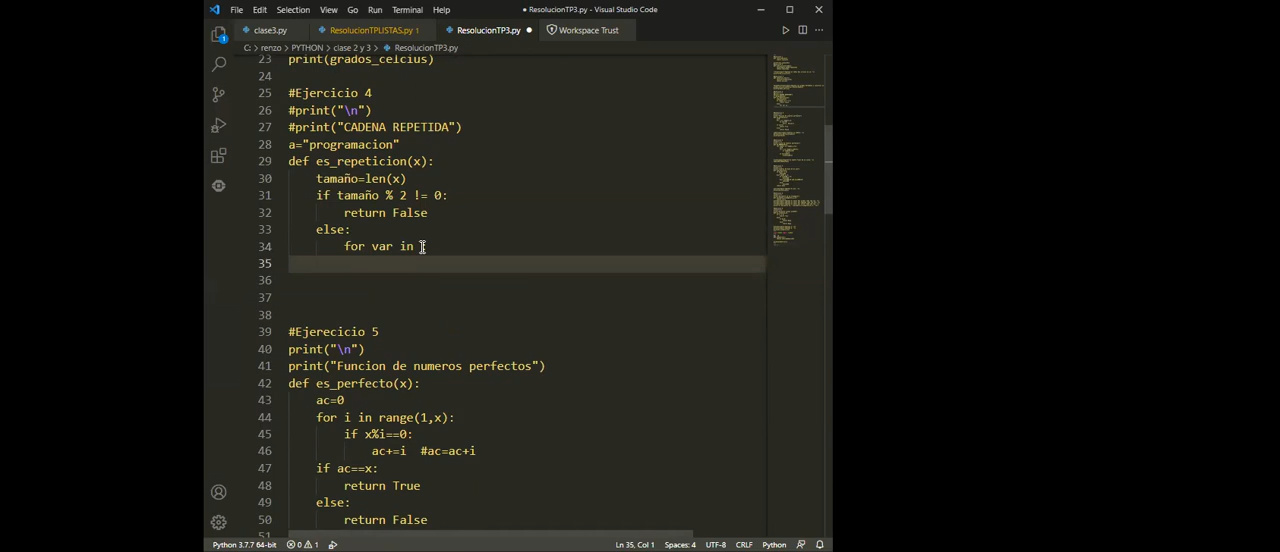 File Edit Selection View Go Run Terminal Help
● ResolucionTP3.py - Visual Studio Code
clase3.py ResolucionTPLISTAS.py 1 ResolucionTP3.py ● Workspace Trust
C: > renzo > PYTHON > clase 2 y 3 > ResolucionTP3.py
23 print(grados_celcius)
24
25 #Ejercicio 4
26 #print("\n")
27 #print("CADENA REPETIDA")
28 a="programacion"
29 def es_repeticion(x):
30 tamaño=len(x)
31 if tamaño % 2 != 0:
32 return False
33 else:
34 for var in
35
36
37
38
39 #Ejerecicio 5
40 print("\n")
41 print("Funcion de numeros perfectos")
42 def es_perfecto(x):
43 ac=0
44 for i in range(1,x):
45 if x%i==0:
46 ac+=i #ac=ac+i
47 if ac==x:
48 return True
49 else:
50 return False
51
1
Python 3.7.7 64-bit 0 1 Ln 35, Col 1 Spaces: 4 UTF-8 CRLF Python